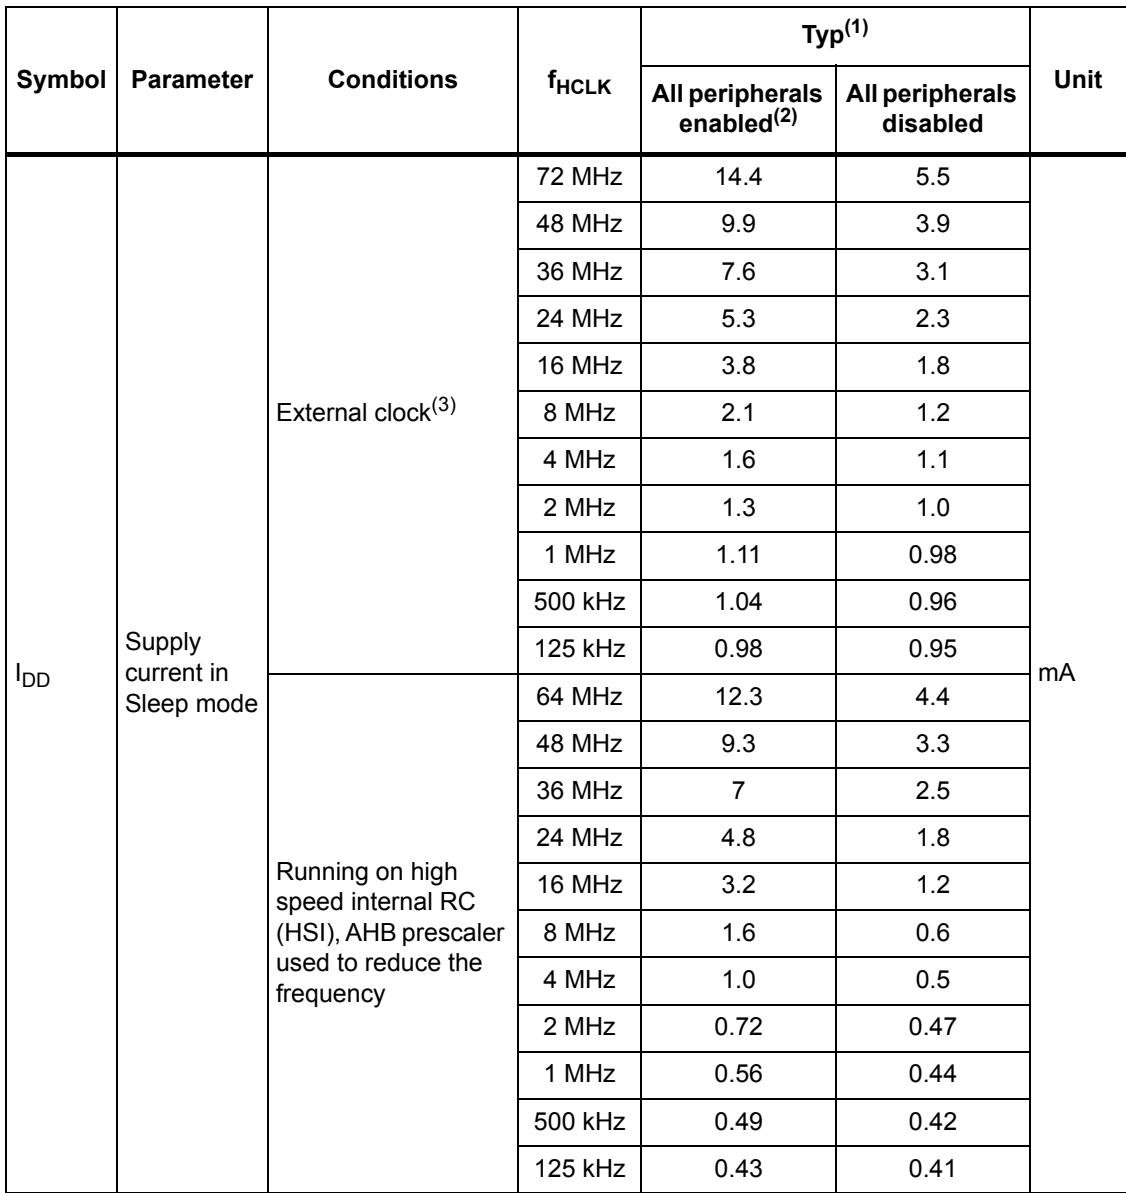 Symbol Parameter Conditions fHCLK Typ(1) Unit
All peripherals enabled(2) All peripherals disabled
IDD
Supply
current in
Sleep mode
External clock(3)
72 MHz 14.4 5.5
48 MHz 9.9 3.9
36 MHz 7.6 3.1
24 MHz 5.3 2.3
16 MHz 3.8 1.8
8 MHz 2.1 1.2
4 MHz 1.6 1.1
2 MHz 1.3 1.0
1 MHz 1.11 0.98
500 kHz 1.04 0.96
125 kHz 0.98 0.95
Running on high
speed internal RC
(HSI), AHB prescaler
used to reduce the
frequency
64 MHz 12.3 4.4
48 MHz 9.3 3.3
36 MHz 7 2.5
24 MHz 4.8 1.8
16 MHz 3.2 1.2
8 MHz 1.6 0.6
4 MHz 1.0 0.5
2 MHz 0.72 0.47
1 MHz 0.56 0.44
500 kHz 0.49 0.42
125 kHz 0.43 0.41
mA